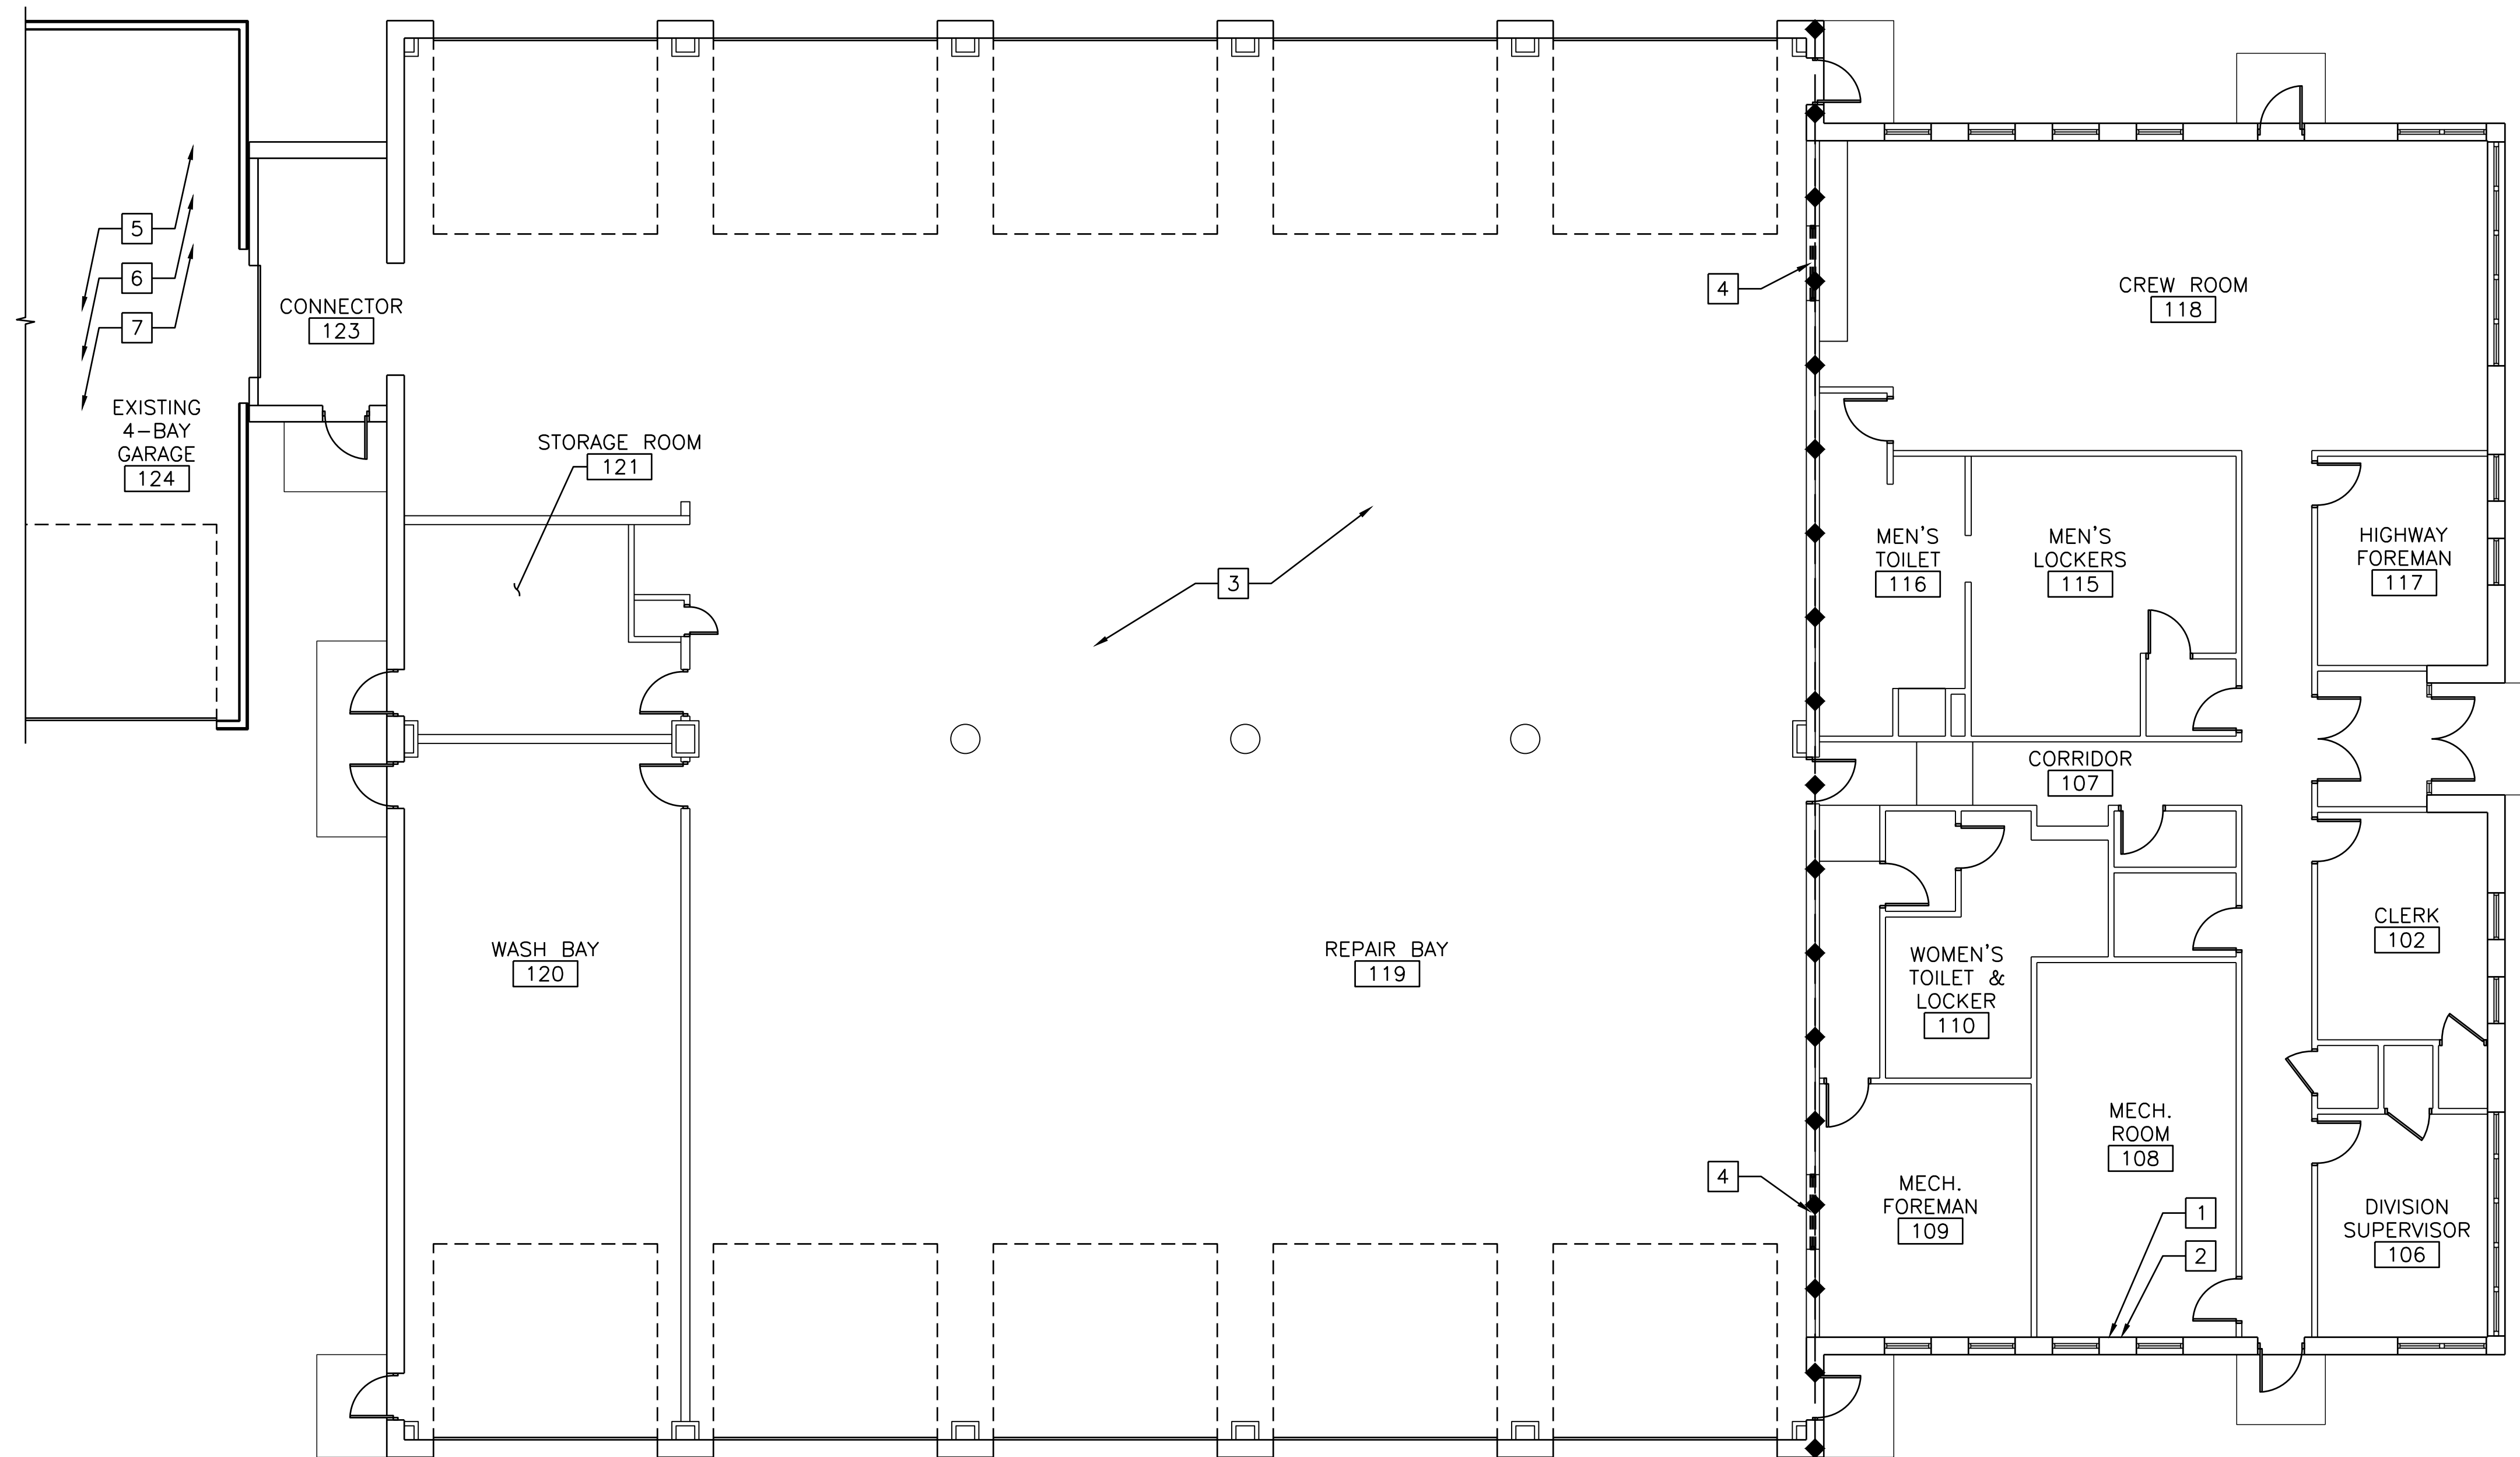 5
6
7
CONNECTOR
123
4
CREW ROOM
118
EXISTING
4-BAY
GARAGE
124
STORAGE ROOM
121
3
MEN'S
TOILET
116
MEN'S
LOCKERS
115
HIGHWAY
FOREMAN
117
CORRIDOR
107
WASH BAY
120
REPAIR BAY
119
WOMEN'S
TOILET &
LOCKER
110
CLERK
102
4
MECH.
FOREMAN
109
MECH.
ROOM
108
1
2
DIVISION
SUPERVISOR
106